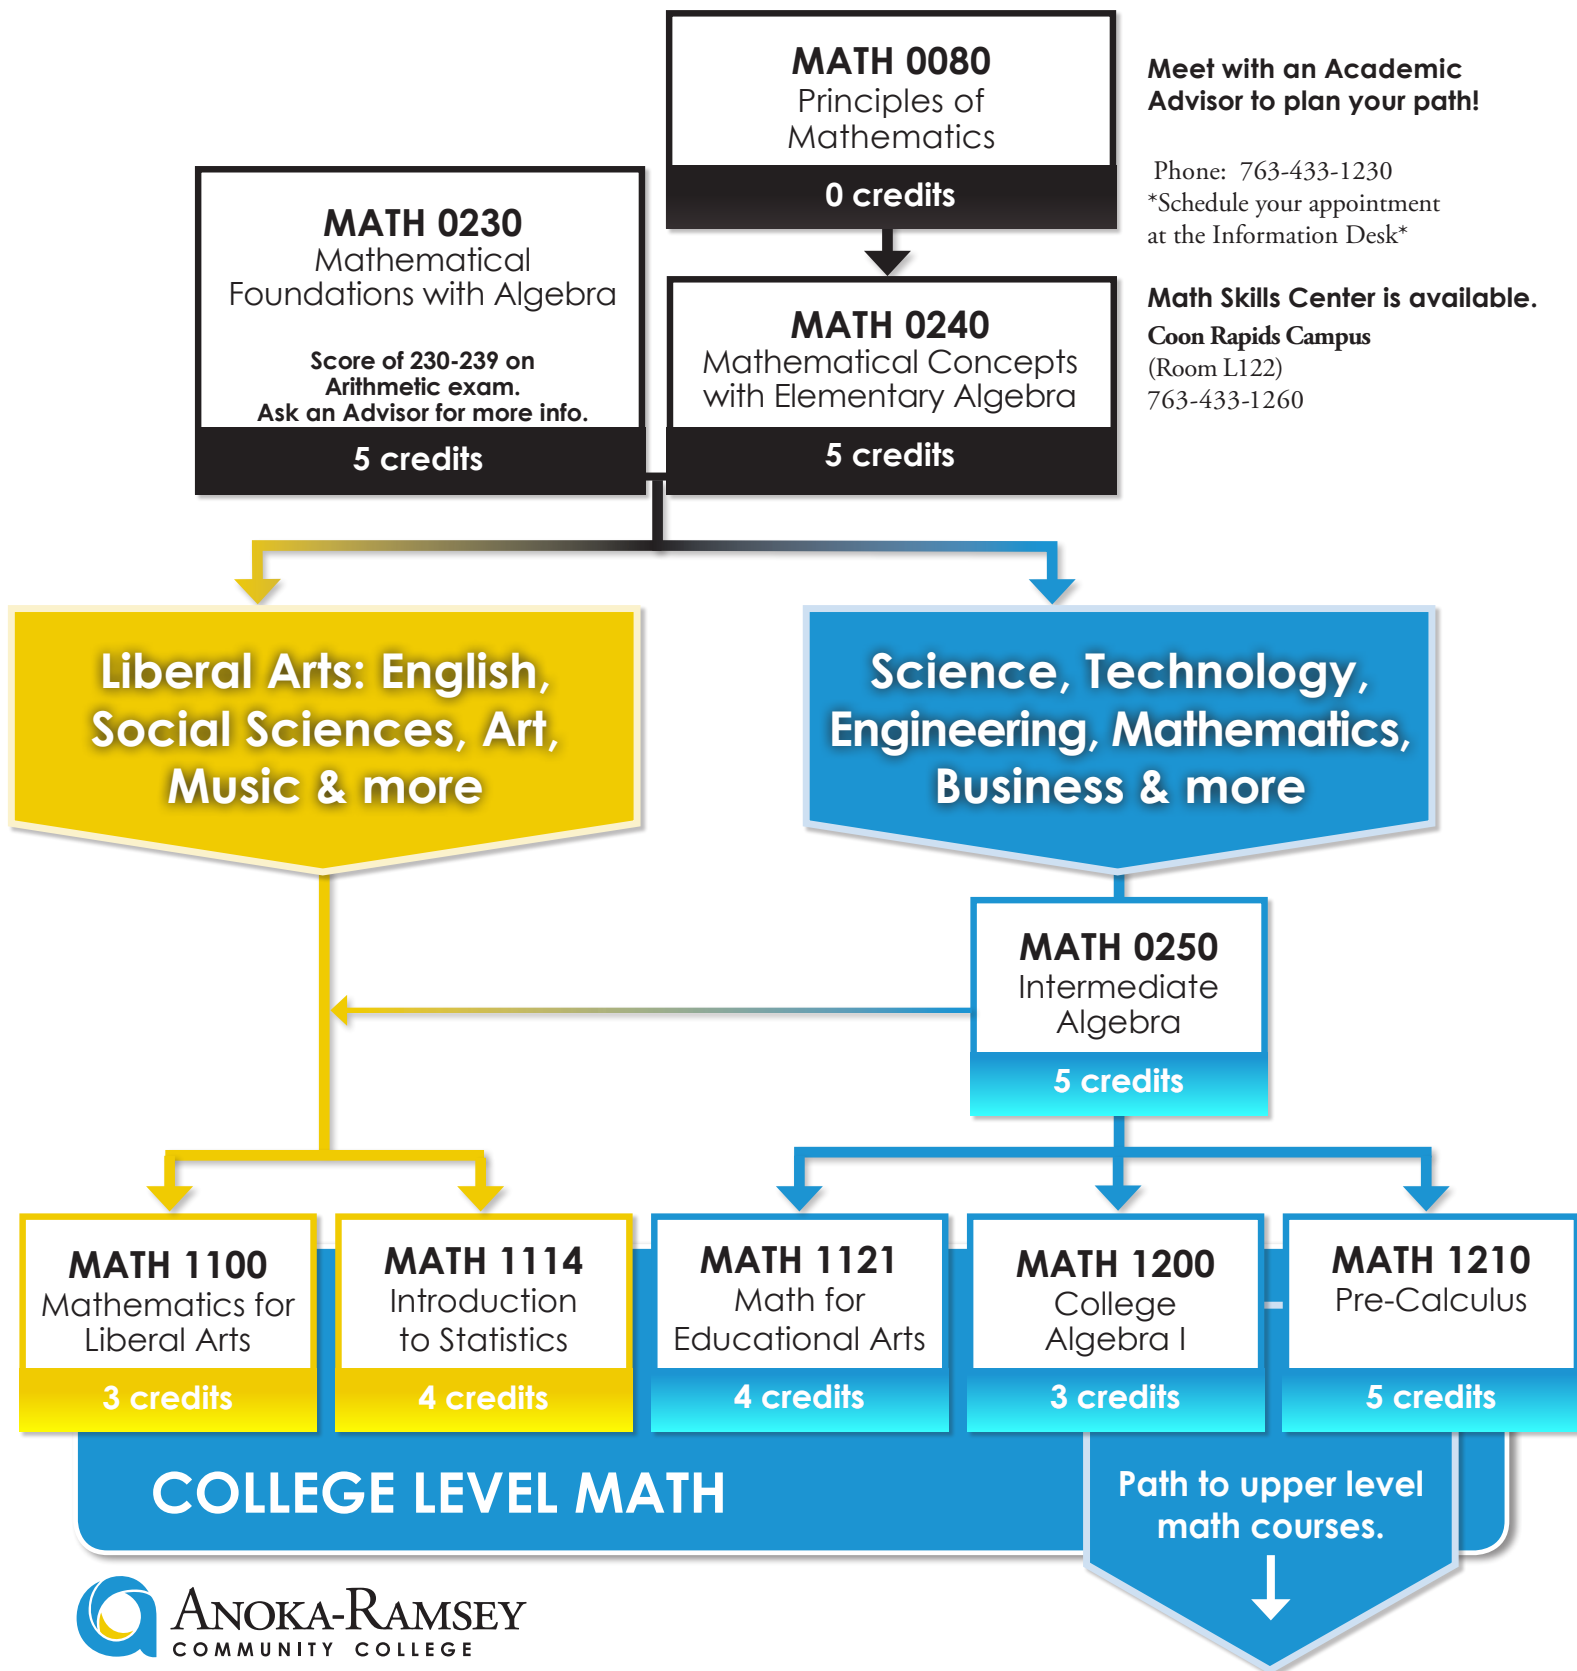 MATH 0080
Principles of
Mathematics
0 credits
Meet with an Academic
Advisor to plan your path!
Phone: 763-433-1230
*Schedule your appointment
at the Information Desk*
Math Skills Center is available.
Coon Rapids Campus
(Room L122)
763-433-1260
MATH 0230
Mathematical
Foundations with Algebra
Score of 230-239 on
Arithmetic exam.
Ask an Advisor for more info.
5 credits
MATH 0240
Mathematical Concepts
with Elementary Algebra
5 credits
Liberal Arts: English,
Social Sciences, Art,
Music & more
Science, Technology,
Engineering, Mathematics,
Business & more
MATH 0250
Intermediate
Algebra
5 credits
MATH 1100
Mathematics for
Liberal Arts
3 credits
MATH 1114
Introduction
to Statistics
4 credits
MATH 1121
Math for
Educational Arts
4 credits
MATH 1200
College
Algebra I
3 credits
MATH 1210
Pre-Calculus
5 credits
COLLEGE LEVEL MATH
Path to upper level
math courses.
ANOKA-RAMSEY
COMMUNITY COLLEGE